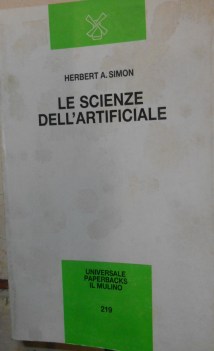 HERBERT A. SIMON
LE SCIENZE
DELL'ARTIFICIALE
UNIVERSALE
PAPERBACKS
IL MULINO
219